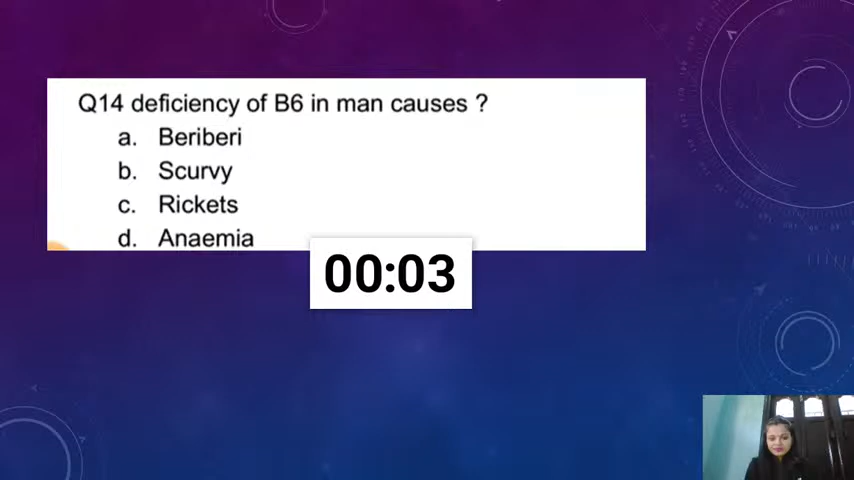 Q14 deficiency of B6 in man causes ?
a. Beriberi
b. Scurvy
c. Rickets
d. Anaemia
00:03